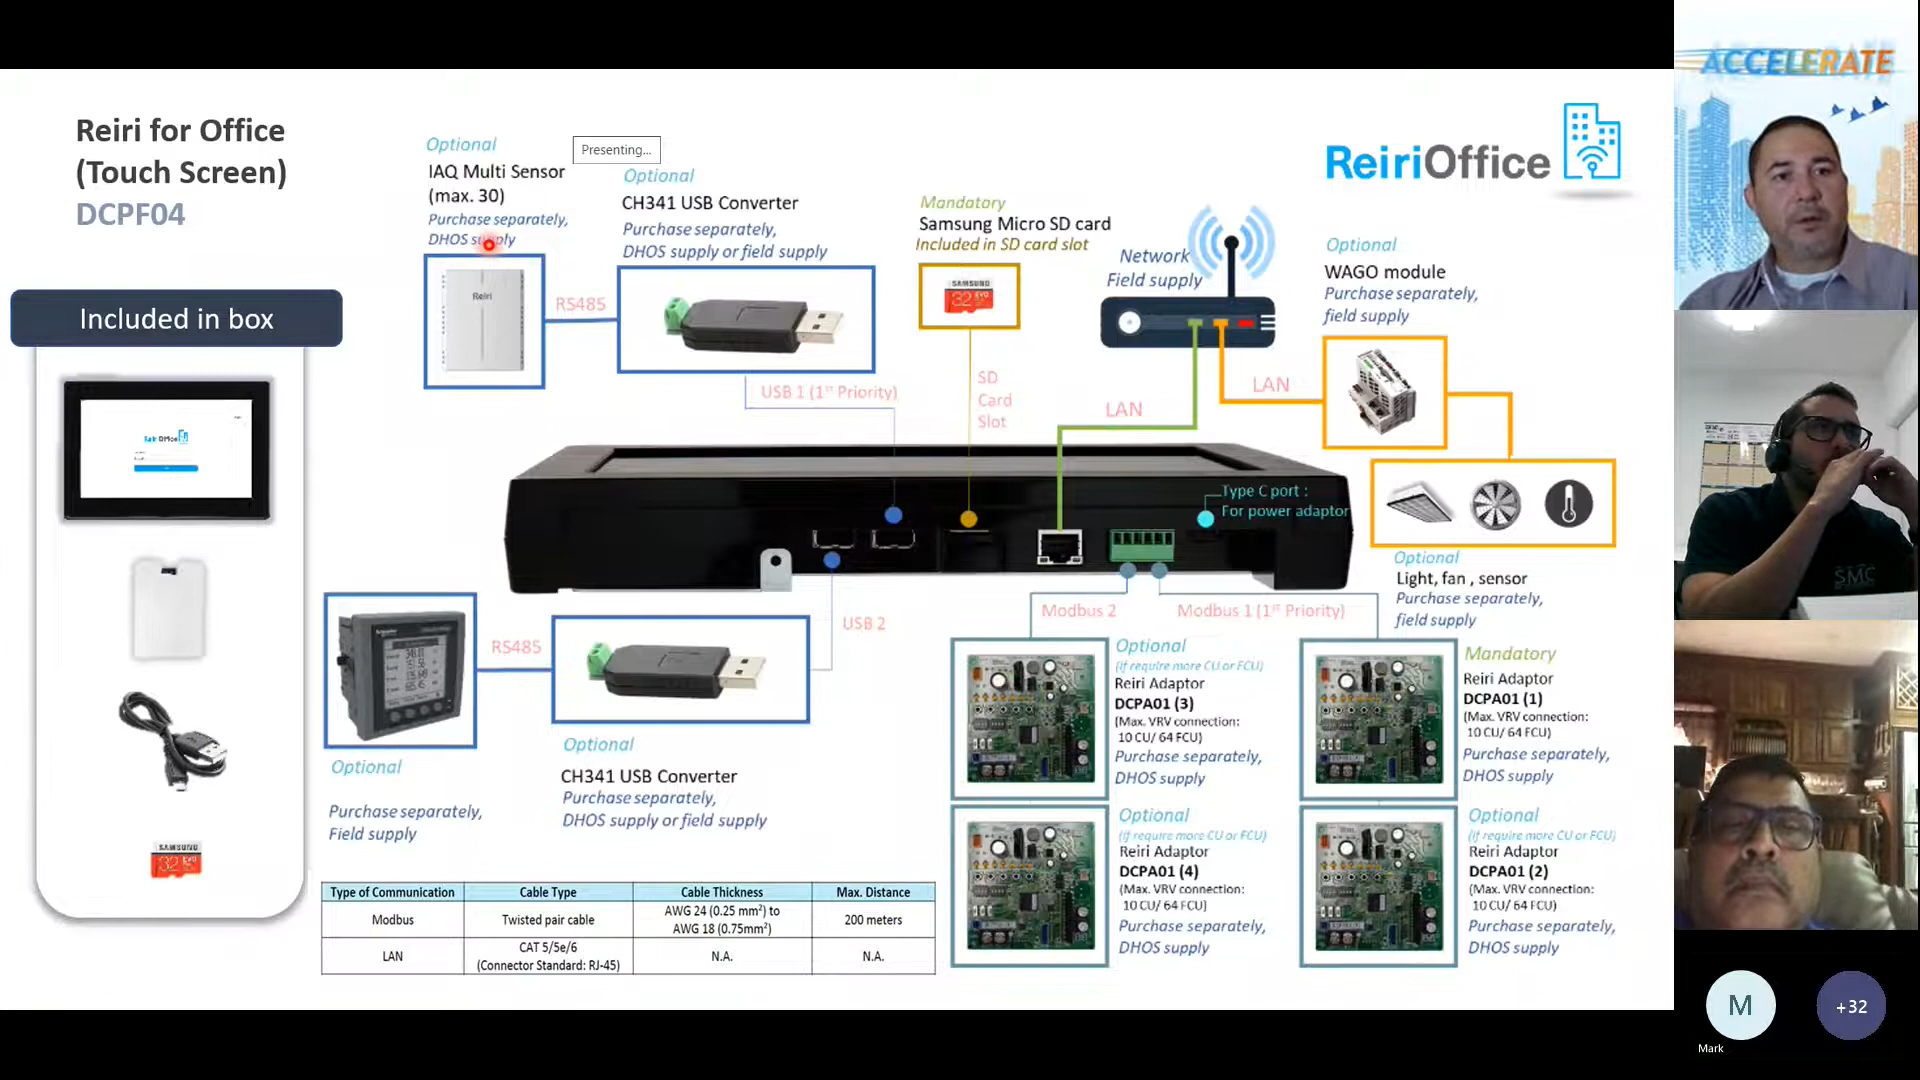 Reiri for Office
(Touch Screen)
DCPF04
Included in box
Reiri Office
SAMSUNG
32 EVO
Optional
IAQ Multi Sensor
(max. 30)
Purchase separately,
DHOS supply
Presenting...
Reiri
RS485
Optional
CH341 USB Converter
Purchase separately,
DHOS supply or field supply
USB 1 (1ST Priority)
Mandatory
Samsung Micro SD card
Included in SD card slot
SAMSUNG
32 EVO
SD
Card
Slot
Network
Field supply
LAN
LAN
ReiriOffice
Optional
WAGO module
Purchase separately,
field supply
Type C port :
For power adaptor
Optional
Light, fan , sensor
Purchase separately,
field supply
RS485
USB 2
Optional
Purchase separately,
Field supply
Optional
CH341 USB Converter
Purchase separately,
DHOS supply or field supply
Modbus 2
Modbus 1 (1ST Priority)
Optional
(If require more CU or FCU)
Reiri Adaptor
DCPA01 (3)
(Max. VRV connection:
10 CU/ 64 FCU)
Purchase separately,
DHOS supply
Mandatory
Reiri Adaptor
DCPA01 (1)
(Max. VRV connection:
10 CU/ 64 FCU)
Purchase separately,
DHOS supply
Optional
(If require more CU or FCU)
Reiri Adaptor
DCPA01 (4)
(Max. VRV connection:
10 CU/ 64 FCU)
Purchase separately,
DHOS supply
Optional
(If require more CU or FCU)
Reiri Adaptor
DCPA01 (2)
(Max. VRV connection:
10 CU/ 64 FCU)
Purchase separately,
DHOS supply
Type of Communication Cable Type Cable Thickness Max. Distance
Modbus Twisted pair cable AWG 24 (0.25 mm²) to AWG 18 (0.75mm²) 200 meters
LAN CAT 5/5e/6 (Connector Standard: RJ-45) N.A. N.A.
ACCELERATE
SMC
M
Mark
+32